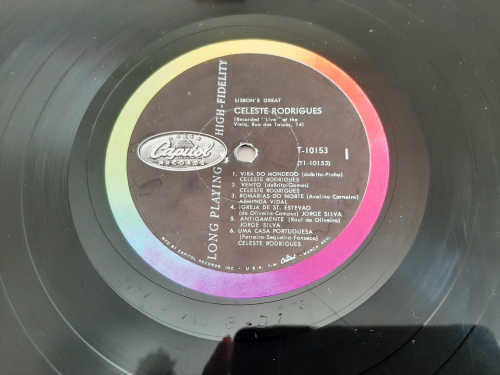 LISBON'S GREAT
CELESTE RODRIGUES
(Recorded "Live" at the
Viela, Rua das Taipas, 14)
T-10153 1
(T1-10153)
LONG PLAYING HIGH-FIDELITY
Capitol
RECORDS
1. VIRA DO MONDEGO (deBrito-Pinho)
CELESTE RODRIGUES
2. VENTO (deBrito-Gomes)
CELESTE RODRIGUES
3. ROMARIAS DO NORTE (Avelino Carneiro)
ARMINDA VIDAL
4. IGREJA DE ST. ESTEVAO
(de Oliveira-Campos) JORGE SILVA
5. ANTIGAMENTE (Raul de Oliveira)
JORGE SILVA
6. UMA CASA PORTUGUESA
(Ferreira-Sequeira-Fonseca)
CELESTE RODRIGUES
MFD. BY CAPITOL RECORDS, INC. · U.S.A. T.M. MARCA REG.